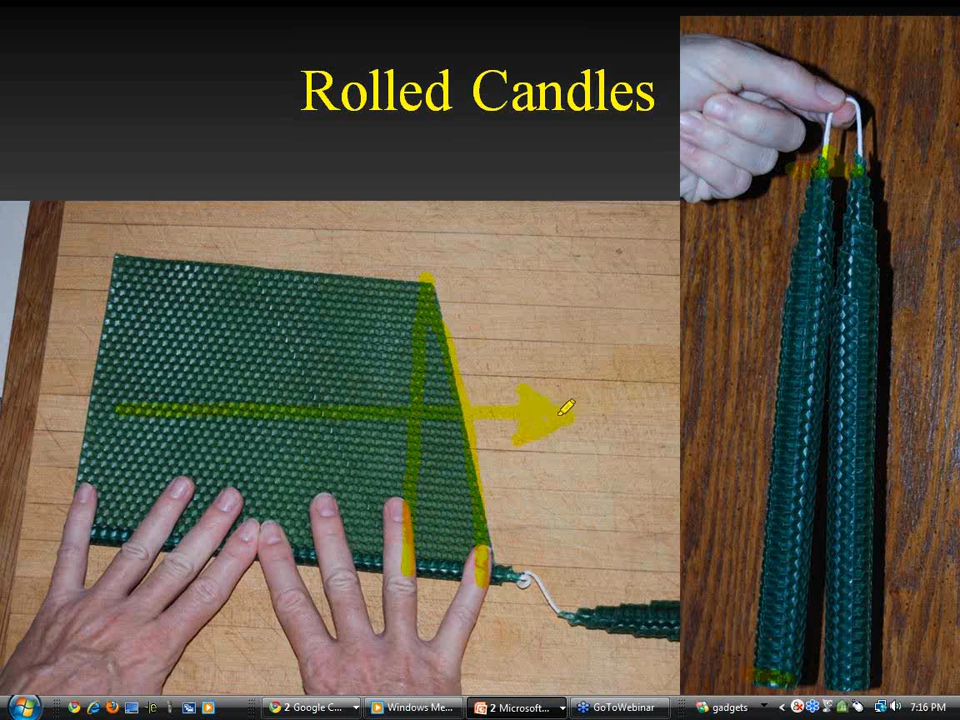 Rolled Candles
2 Google C...
Windows Me...
2 Microsoft...
GoToWebinar
gadgets
7:16 PM